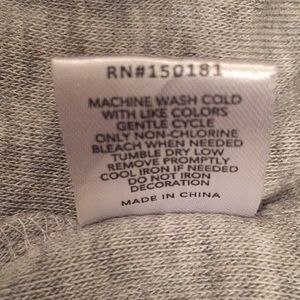 RN#150181
MACHINE WASH COLD
WITH LIKE COLORS
GENTLE CYCLE
ONLY NON-CHLORINE
BLEACH WHEN NEEDED
TUMBLE DRY LOW
REMOVE PROMPTLY
COOL IRON IF NEEDED
DO NOT IRON
DECORATION
MADE IN CHINA